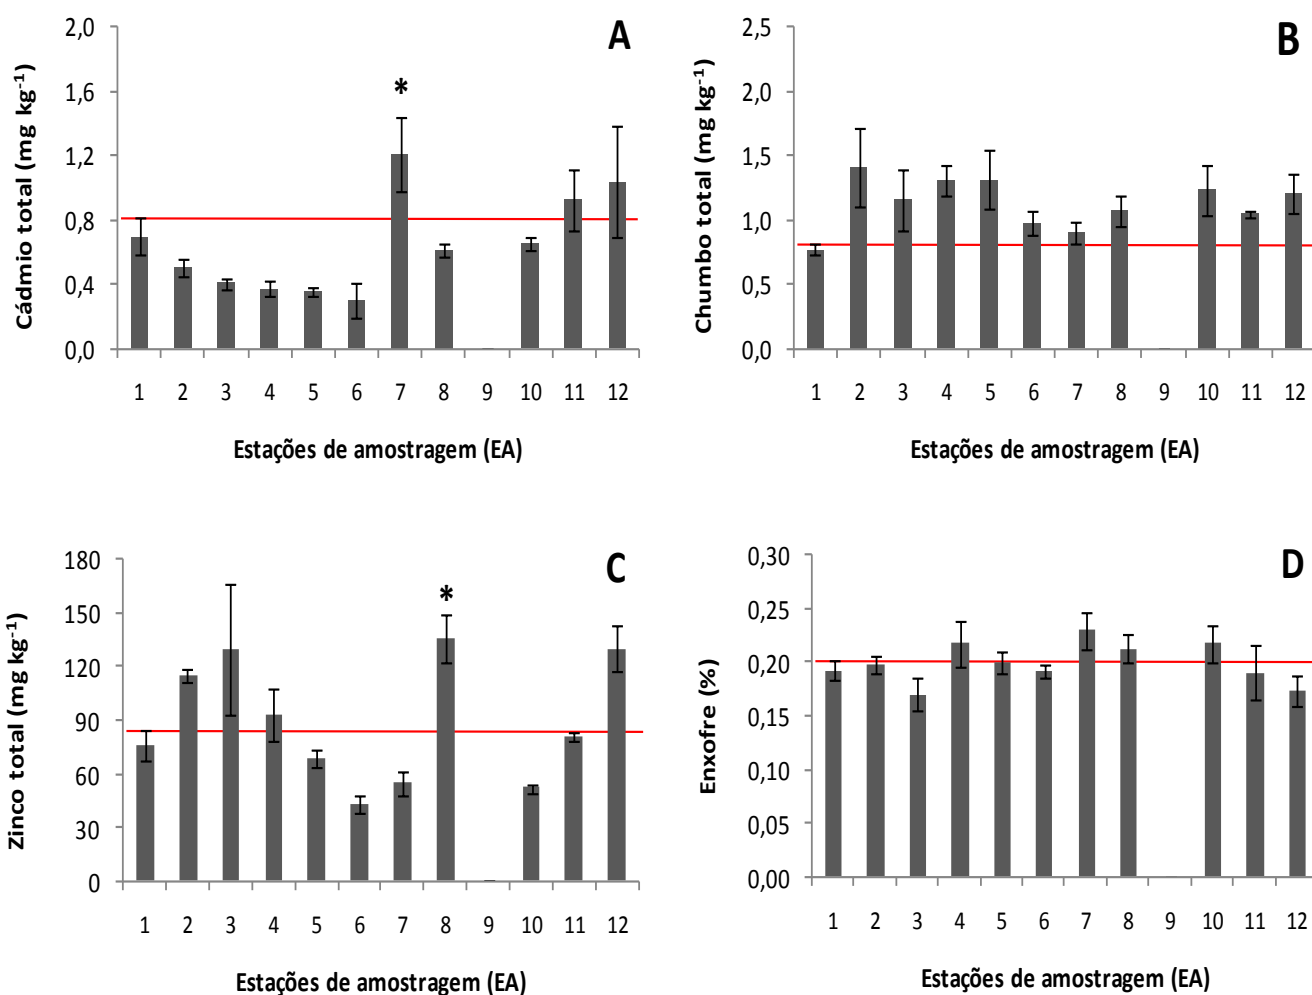 A
Cádmio total (mg kg⁻¹)
2,0
1,6
1,2
0,8
0,4
0,0
*
1 2 3 4 5 6 7 8 9 10 11 12
Estações de amostragem (EA)
B
Chumbo total (mg kg⁻¹)
2,5
2,0
1,5
1,0
0,5
0,0
1 2 3 4 5 6 7 8 9 10 11 12
Estações de amostragem (EA)
C
Zinco total (mg kg⁻¹)
180
150
120
90
60
30
0
*
1 2 3 4 5 6 7 8 9 10 11 12
Estações de amostragem (EA)
D
Enxofre (%)
0,30
0,25
0,20
0,15
0,10
0,05
0,00
1 2 3 4 5 6 7 8 9 10 11 12
Estações de amostragem (EA)